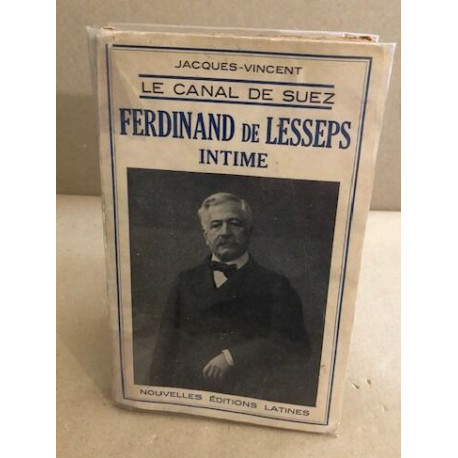 JACQUES-VINCENT
LE CANAL DE SUEZ
FERDINAND DE LESSEPS
INTIME
NOUVELLES ÉDITIONS LATINES